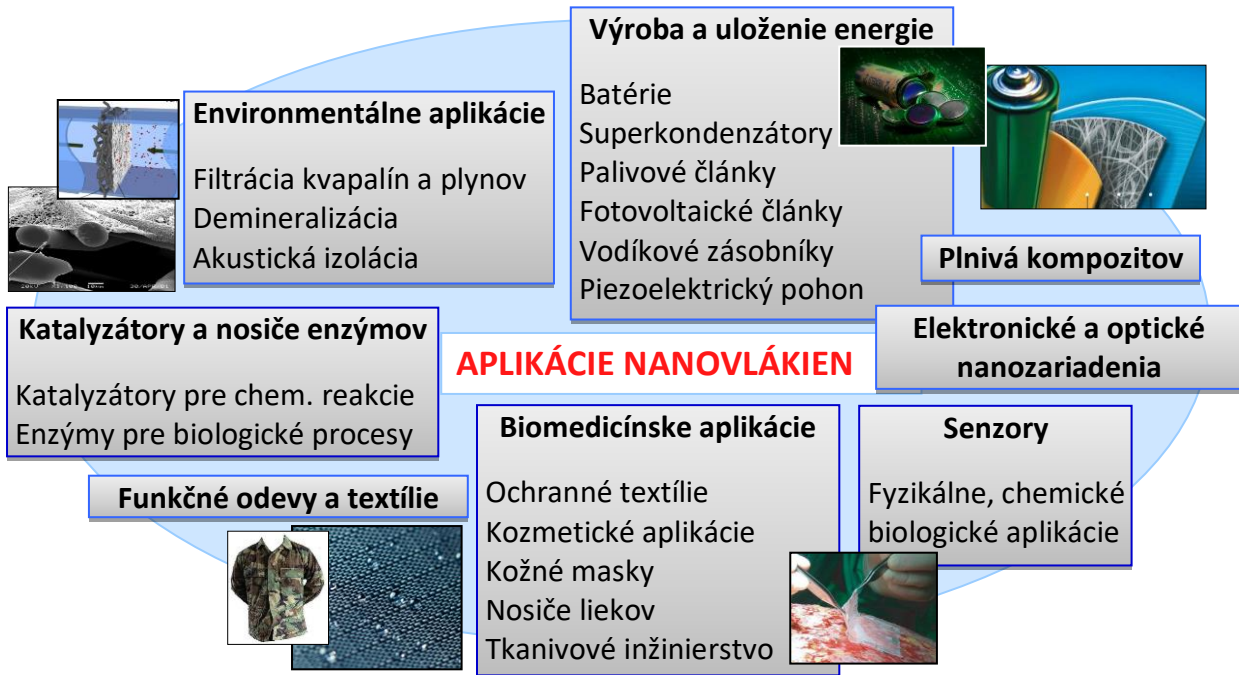 Výroba a uloženie energie
Batérie
Superkondenzátory
Palivové články
Fotovoltaické články
Vodíkové zásobníky
Piezoelektrický pohon
Environmentálne aplikácie
Filtrácia kvapalín a plynov
Demineralizácia
Akustická izolácia
Plnivá kompozitov
Katalyzátory a nosiče enzýmov
Katalyzátory pre chem. reakcie
Enzýmy pre biologické procesy
APLIKÁCIE NANOVLÁKIEN
Elektronické a optické
nanozariadenia
Biomedicínske aplikácie
Ochranné textílie
Kozmetické aplikácie
Kožné masky
Nosiče liekov
Tkanivové inžinierstvo
Senzory
Fyzikálne, chemické
biologické aplikácie
Funkčné odevy a textílie